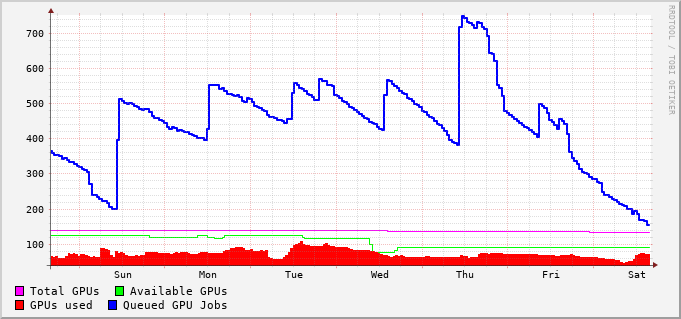 700
600
500
400
300
200
100
Sun Mon Tue Wed Thu Fri Sat
Total GPUs Available GPUs
GPUs used Queued GPU Jobs
RRDTOOL / TOBI OETIKER